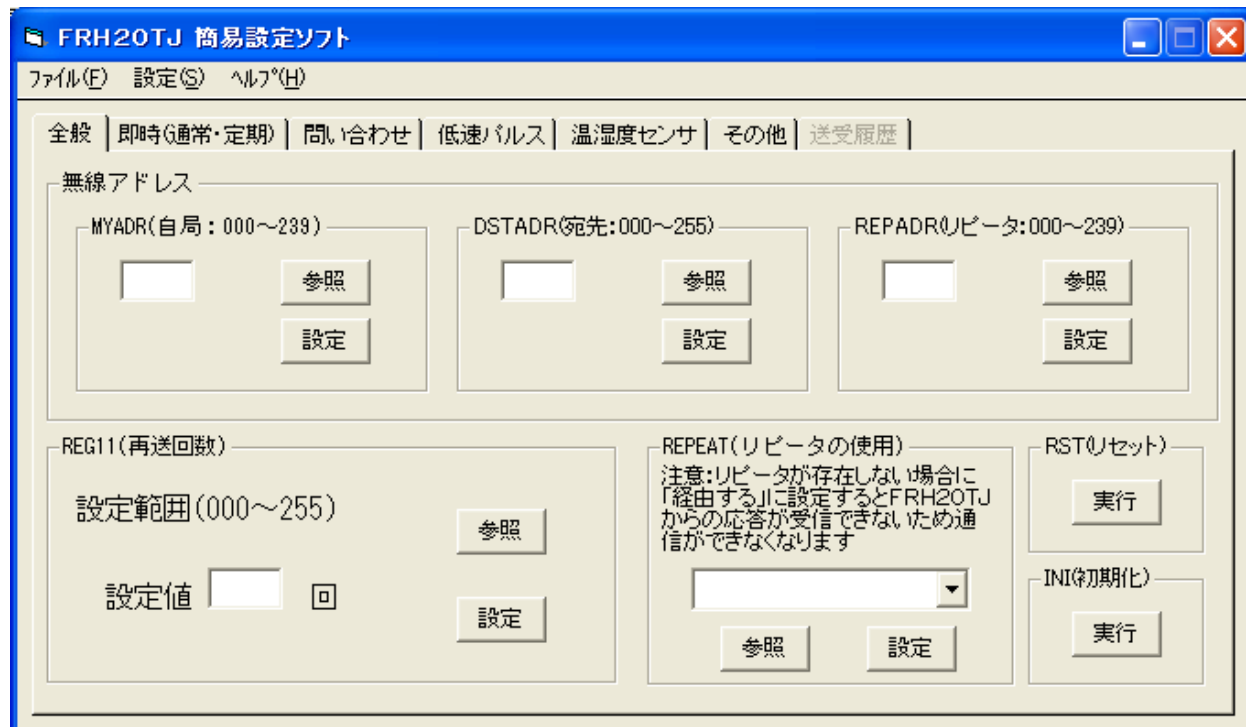 FRH20TJ 簡易設定ソフト
ファイル(F) 設定(S) ヘルプ(H)
全般 即時(通常・定期) 問い合わせ 低速パルス 温湿度センサ その他 送受履歴
無線アドレス
MYADR(自局:000～239) DSTADR(宛先:000～255) REPADR(リピータ:000～239)
参照 参照 参照
設定 設定 設定
REG11(再送回数)
設定範囲(000～255)
参照
設定値 回
設定
REPEAT(リピータの使用)
注意:リピータが存在しない場合に
「経由する」に設定するとFRH20TJ
からの応答が受信できないため通
信ができなくなります
参照 設定
RST(リセット)
実行
INI(初期化)
実行